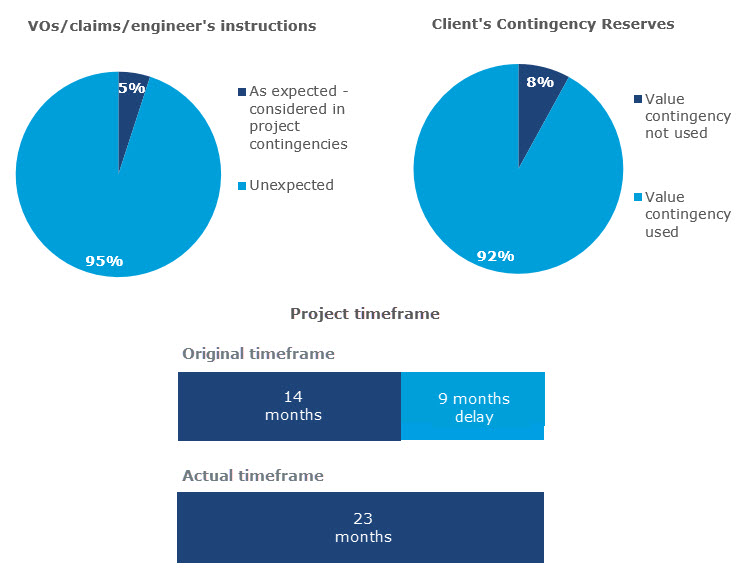 VOs/claims/engineer's instructions
5%
95%
As expected -
considered in
project
contingencies
Unexpected
Client's Contingency Reserves
8%
92%
Value
contingency
not used
Value
contingency
used
Project timeframe
Original timeframe
14
months
9 months
delay
Actual timeframe
23
months